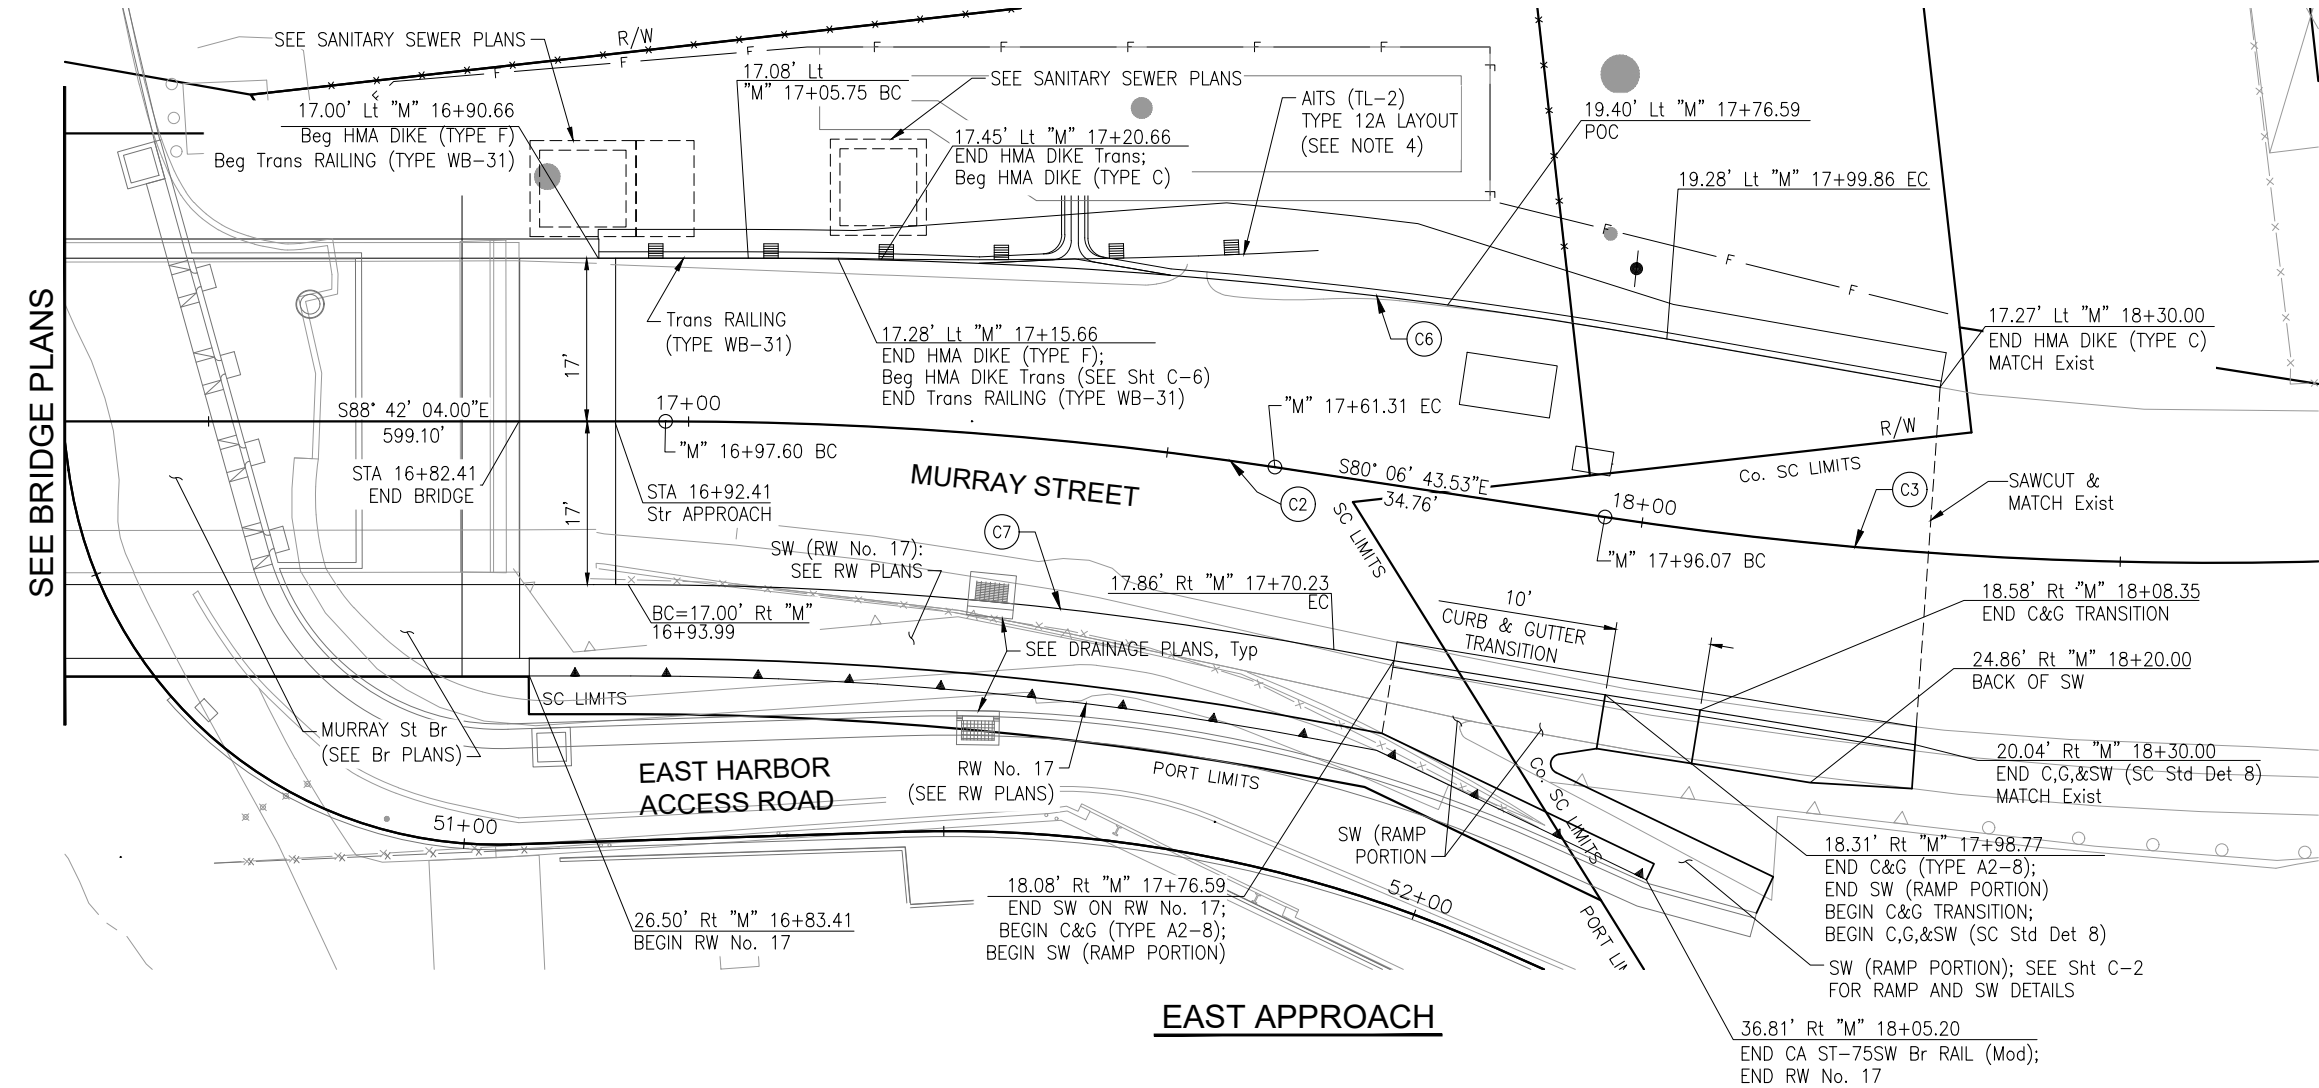 SEE SANITARY SEWER PLANS
R/W
17.00' Lt "M" 16+90.66
Beg HMA DIKE (TYPE F)
Beg Trans RAILING (TYPE WB-31)
17.08' Lt
"M" 17+05.75 BC
SEE SANITARY SEWER PLANS
17.45' Lt "M" 17+20.66
END HMA DIKE Trans;
Beg HMA DIKE (TYPE C)
AITS (TL-2)
TYPE 12A LAYOUT
(SEE NOTE 4)
19.40' Lt "M" 17+76.59
POC
19.28' Lt "M" 17+99.86 EC
F F F F F F F F
F F F F
17.27' Lt "M" 18+30.00
END HMA DIKE (TYPE C)
MATCH Exist
Trans RAILING
(TYPE WB-31)
17.28' Lt "M" 17+15.66
END HMA DIKE (TYPE F);
Beg HMA DIKE Trans (SEE Sht C-6)
END Trans RAILING (TYPE WB-31)
C6
17'
SEE BRIDGE PLANS
S88° 42' 04.00"E
599.10'
17+00
"M" 16+97.60 BC
"M" 17+61.31 EC
R/W
STA 16+82.41
END BRIDGE
STA 16+92.41
Str APPROACH
17'
MURRAY STREET
S80° 06' 43.53"E
34.76'
C2
Co. SC LIMITS
C3
SAWCUT &
MATCH Exist
18+00
"M" 17+96.07 BC
SC LIMITS
C7
SW (RW No. 17):
SEE RW PLANS
17.86' Rt "M" 17+70.23
EC
BC=17.00' Rt "M"
16+93.99
SEE DRAINAGE PLANS, Typ
10'
CURB & GUTTER
TRANSITION
18.58' Rt "M" 18+08.35
END C&G TRANSITION
24.86' Rt "M" 18+20.00
BACK OF SW
SC LIMITS
MURRAY St Br
(SEE Br PLANS)
EAST HARBOR
ACCESS ROAD
RW No. 17
(SEE RW PLANS)
PORT LIMITS
Co. SC LIMITS
20.04' Rt "M" 18+30.00
END C,G,&SW (SC Std Det 8)
MATCH Exist
51+00
SW (RAMP
PORTION
18.31' Rt "M" 17+98.77
END C&G (TYPE A2-8);
END SW (RAMP PORTION)
BEGIN C&G TRANSITION;
BEGIN C,G,&SW (SC Std Det 8)
26.50' Rt "M" 16+83.41
BEGIN RW No. 17
18.08' Rt "M" 17+76.59
END SW ON RW No. 17;
BEGIN C&G (TYPE A2-8);
BEGIN SW (RAMP PORTION)
52+00
PORT LIM
SW (RAMP PORTION); SEE Sht C-2
FOR RAMP AND SW DETAILS
EAST APPROACH
36.81' Rt "M" 18+05.20
END CA ST-75SW Br RAIL (Mod);
END RW No. 17